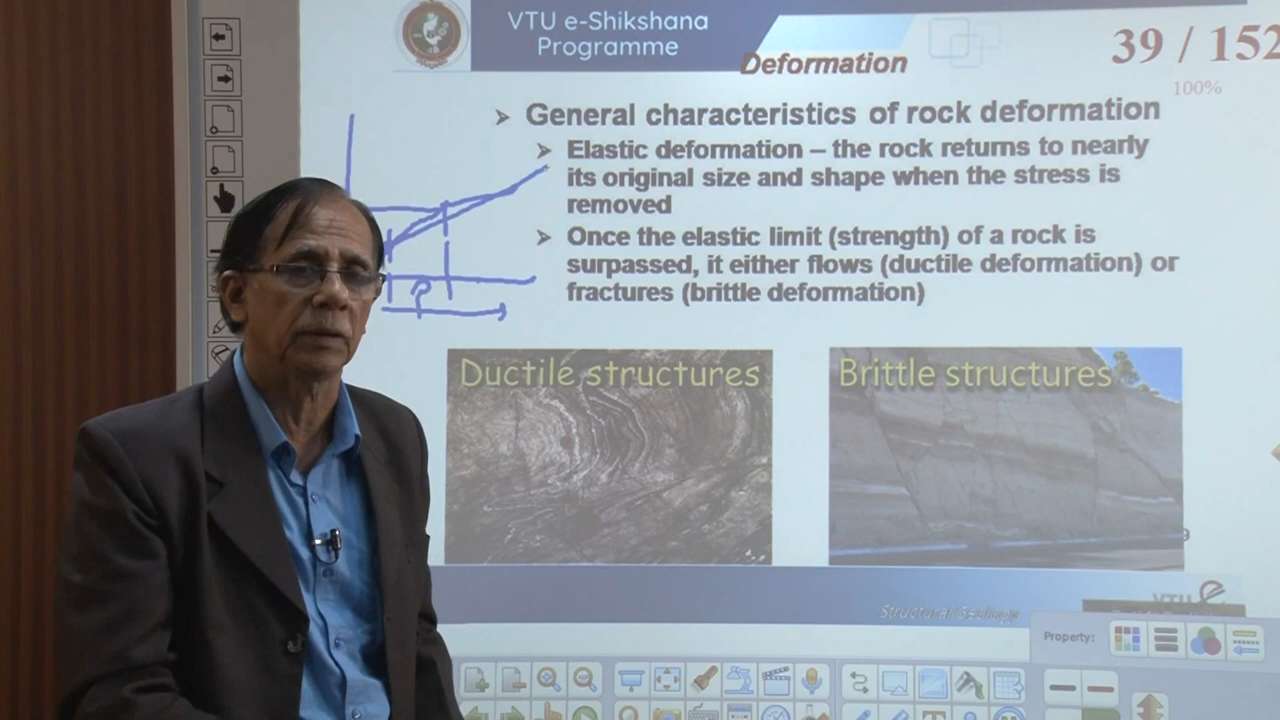 VTU e-Shikshana
Programme
39 / 152
100%
Deformation
General characteristics of rock deformation
Elastic deformation – the rock returns to nearly
its original size and shape when the stress is
removed
Once the elastic limit (strength) of a rock is
surpassed, it either flows (ductile deformation) or
fractures (brittle deformation)
Ductile structures
Brittle structures
VTU
Property: